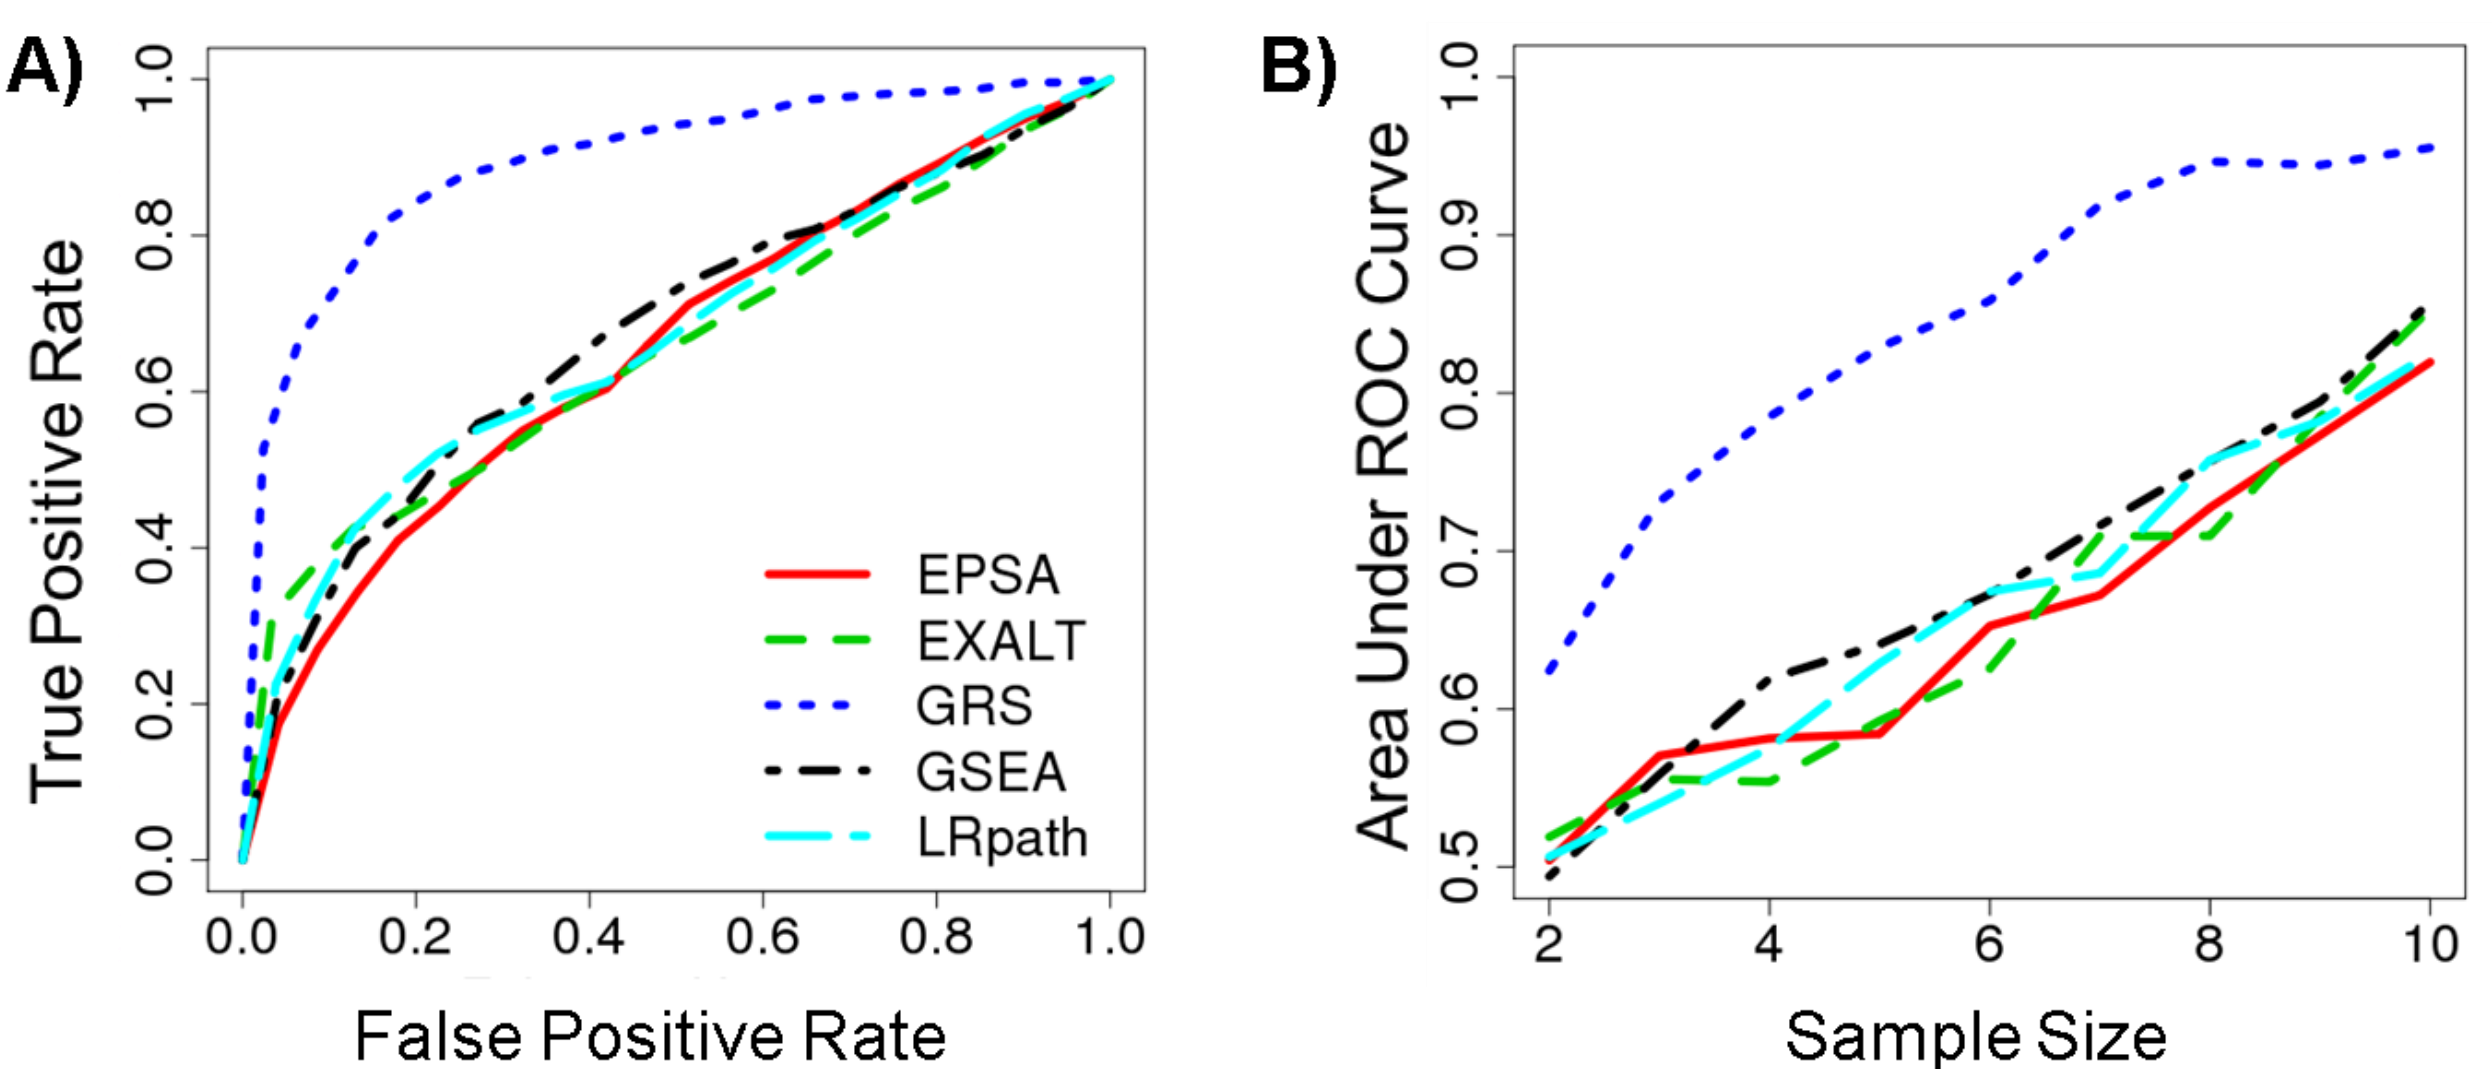 A)
True Positive Rate
1.0
0.8
0.6
0.4
0.2
0.0
EPSA
EXALT
GRS
GSEA
LRpath
0.0 0.2 0.4 0.6 0.8 1.0
False Positive Rate
B)
Area Under ROC Curve
1.0
0.9
0.8
0.7
0.6
0.5
2 4 6 8 10
Sample Size